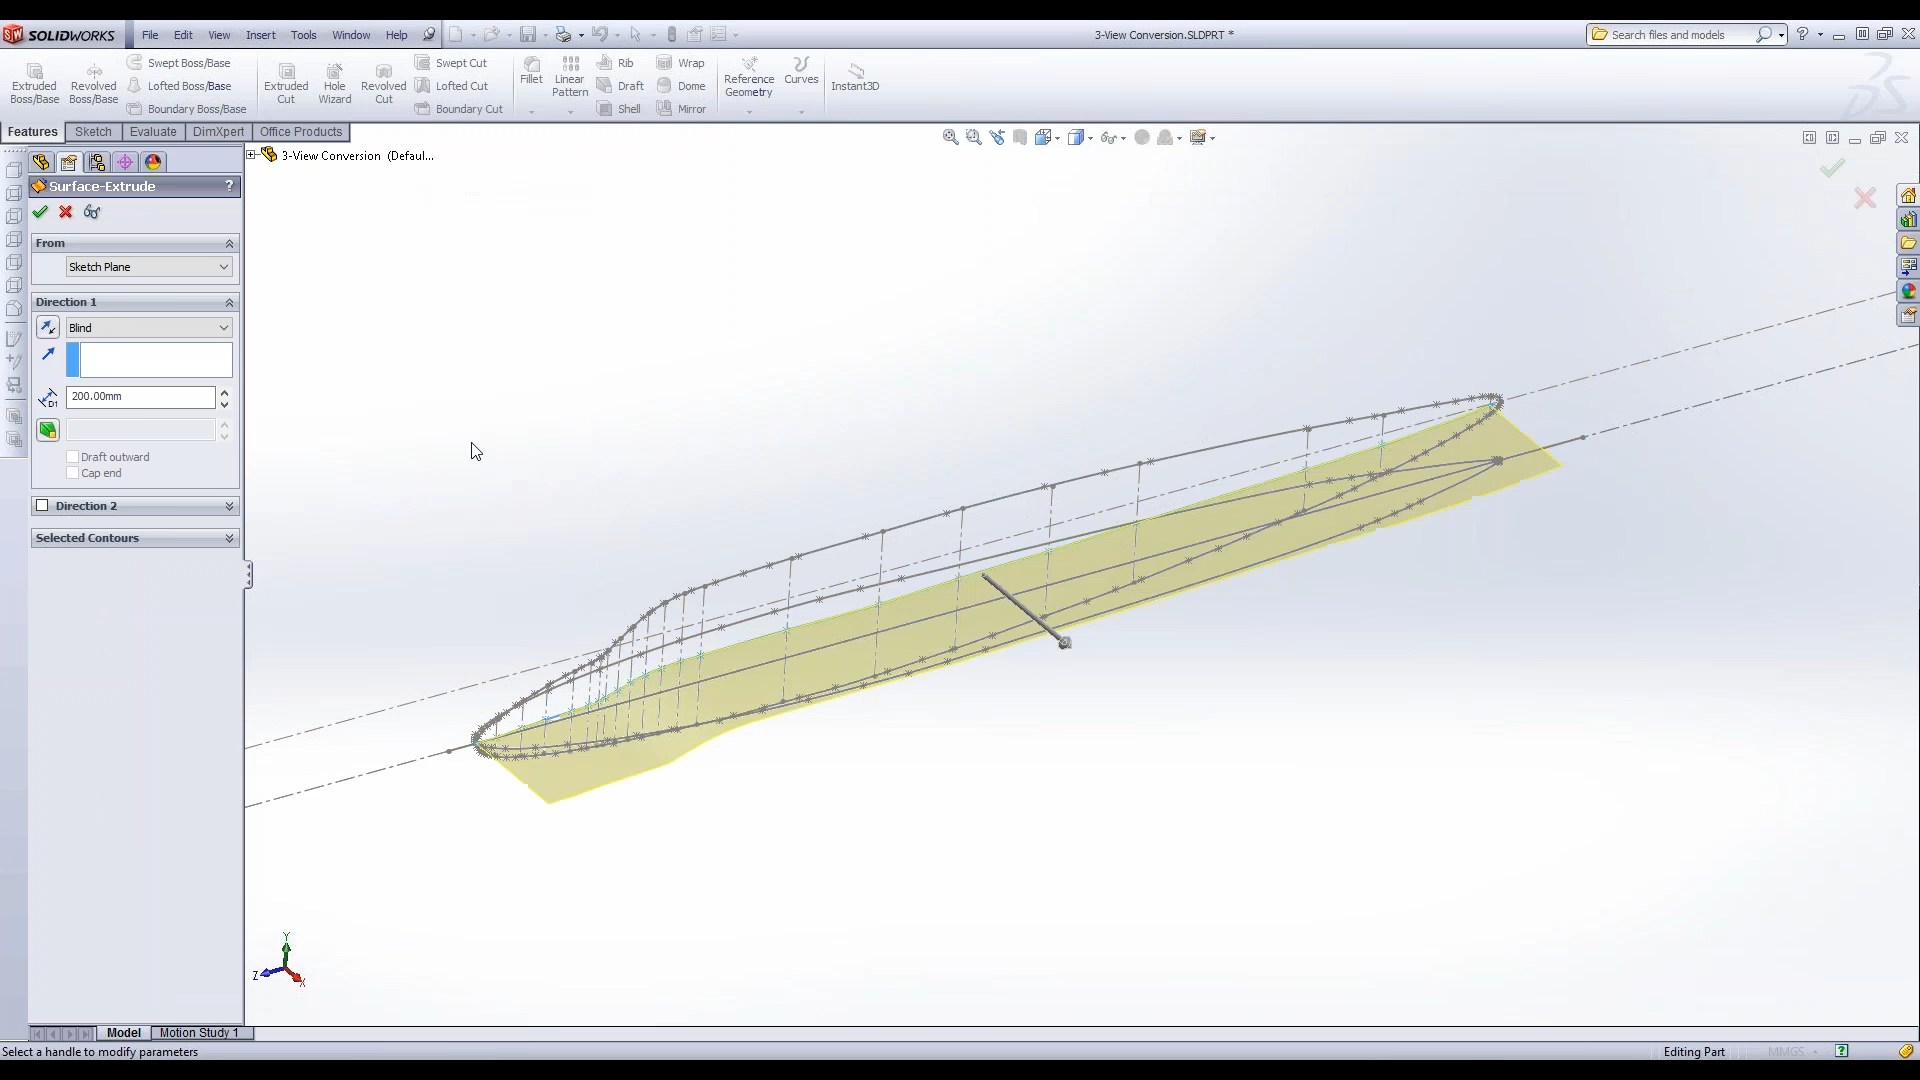 SW SOLIDWORKS File Edit View Insert Tools Window Help 3-View Conversion.SLDPRT * Search files and models ?
Extruded Boss/Base
Revolved Boss/Base
Swept Boss/Base
Lofted Boss/Base
Boundary Boss/Base
Extruded Cut
Hole Wizard
Revolved Cut
Swept Cut
Lofted Cut
Boundary Cut
Fillet
Linear Pattern
Rib
Draft
Shell
Wrap
Dome
Mirror
Reference Geometry
Curves
Instant3D
Features Sketch Evaluate DimXpert Office Products
3-View Conversion (Defaul...
Surface-Extrude ?
From
Sketch Plane
Direction 1
Blind
D1 200.00mm
Draft outward
Cap end
Direction 2
Selected Contours
Y
Z
X
Model Motion Study 1
Select a handle to modify parameters Editing Part MMGS ?